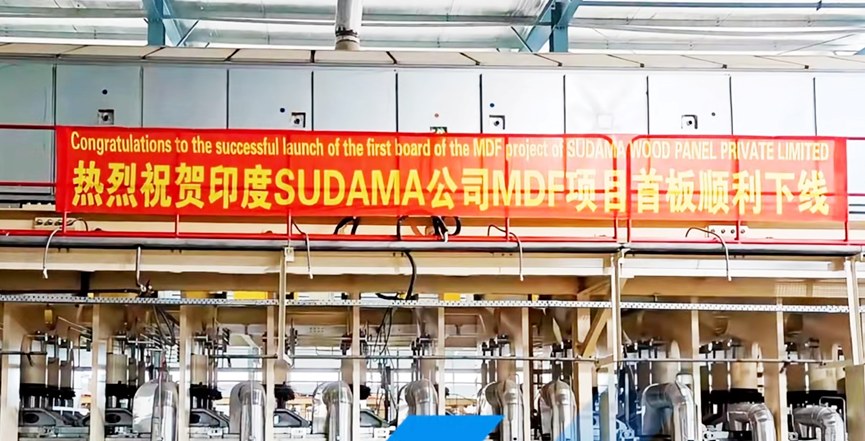 Congratulations to the successful launch of the first board of the MDF project of SUDAMA WOOD PANEL PRIVATE LIMITED
热烈祝贺印度SUDAMA公司MDF项目首板顺利下线